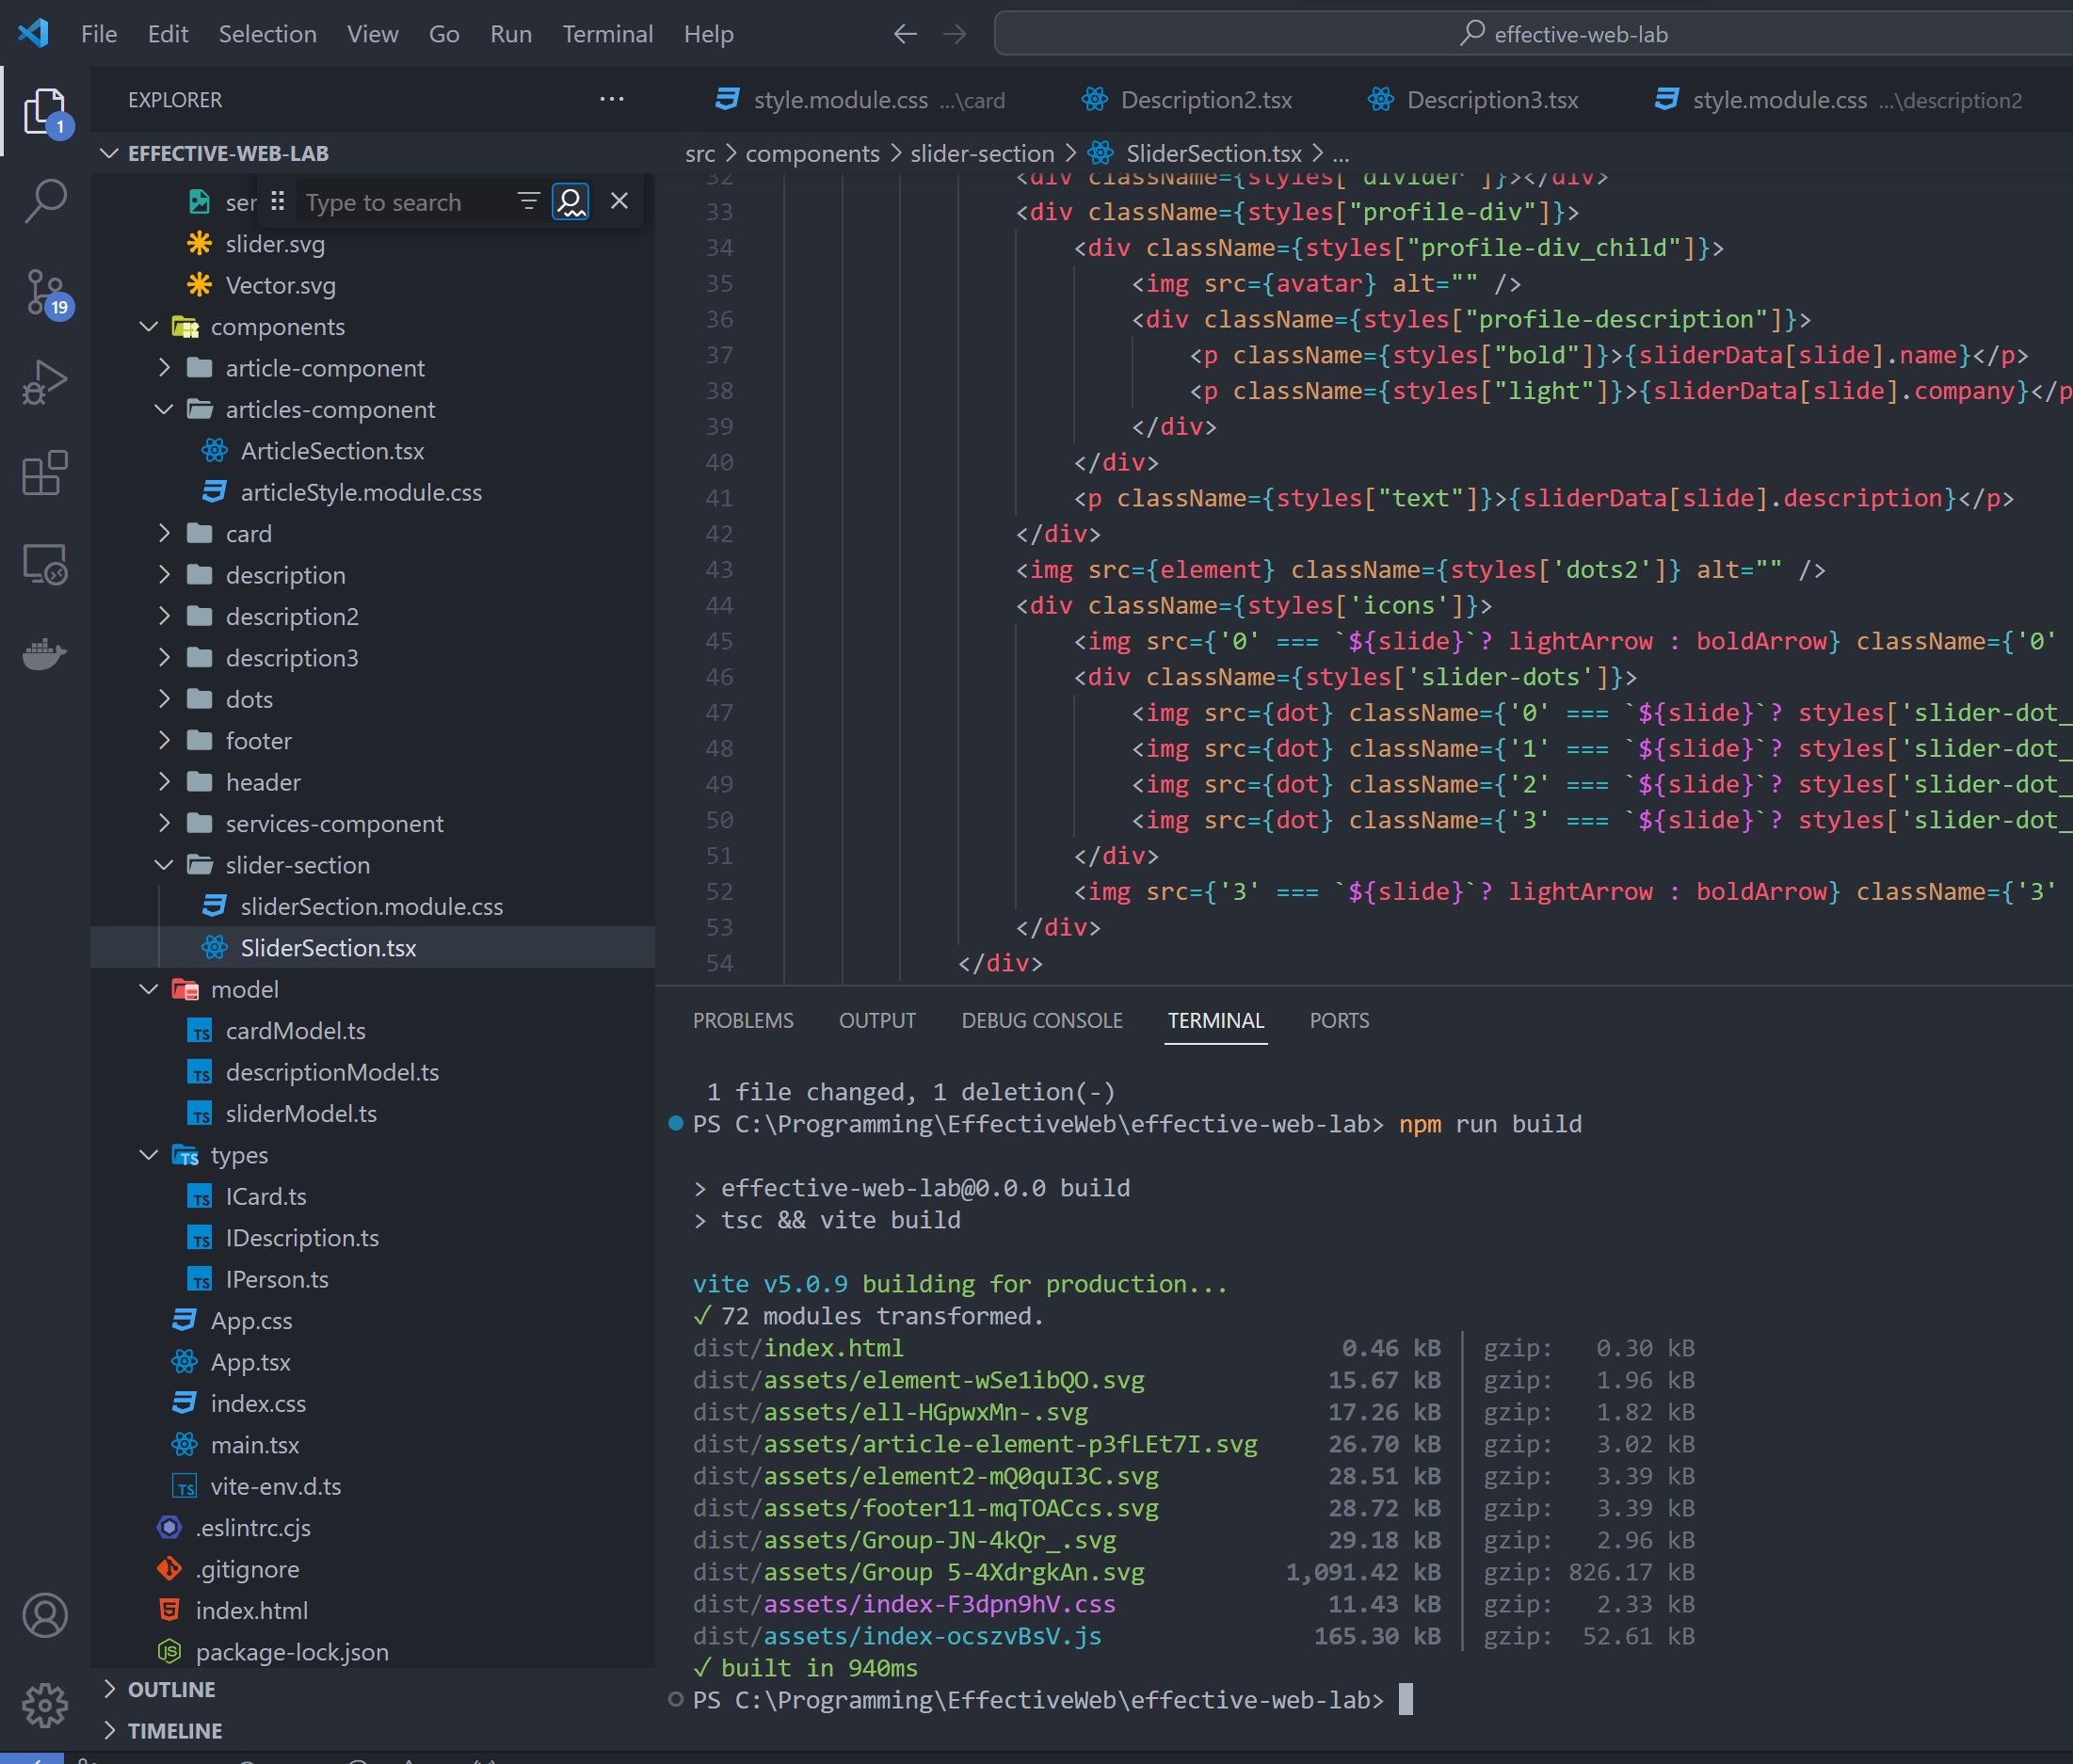 File Edit Selection View Go Run Terminal Help
effective-web-lab
EXPLORER
1
style.module.css ...\card
Description2.tsx
Description3.tsx
style.module.css ...\description2
EFFECTIVE-WEB-LAB
src > components > slider-section > SliderSection.tsx > ...
ser
Type to search
slider.svg
Vector.svg
19
components
article-component
articles-component
ArticleSection.tsx
articleStyle.module.css
card
description
description2
description3
dots
footer
header
services-component
slider-section
sliderSection.module.css
SliderSection.tsx
model
TS cardModel.ts
TS descriptionModel.ts
TS sliderModel.ts
TS types
TS ICard.ts
TS IDescription.ts
TS IPerson.ts
App.css
App.tsx
index.css
main.tsx
TS vite-env.d.ts
.eslintrc.cjs
.gitignore
5 index.html
JS package-lock.json
OUTLINE
TIMELINE
32 <div className={styles["divider"]}></div>
33 <div className={styles["profile-div"]}>
34 <div className={styles["profile-div_child"]}>
35 <img src={avatar} alt="" />
36 <div className={styles["profile-description"]}>
37 <p className={styles["bold"]}>{sliderData[slide].name}</p>
38 <p className={styles["light"]}>{sliderData[slide].company}</p
39 </div>
40 </div>
41 <p className={styles["text"]}>{sliderData[slide].description}</p>
42 </div>
43 <img src={element} className={styles['dots2']} alt="" />
44 <div className={styles['icons']}>
45 <img src={'0' === `${slide}`? lightArrow : boldArrow} className={'0'
46 <div className={styles['slider-dots']}>
47 <img src={dot} className={'0' === `${slide}`? styles['slider-dot_
48 <img src={dot} className={'1' === `${slide}`? styles['slider-dot_
49 <img src={dot} className={'2' === `${slide}`? styles['slider-dot_
50 <img src={dot} className={'3' === `${slide}`? styles['slider-dot_
51 </div>
52 <img src={'3' === `${slide}`? lightArrow : boldArrow} className={'3'
53 </div>
54 </div>
PROBLEMS OUTPUT DEBUG CONSOLE TERMINAL PORTS
1 file changed, 1 deletion(-)
PS C:\Programming\EffectiveWeb\effective-web-lab> npm run build
> effective-web-lab@0.0.0 build
> tsc && vite build
vite v5.0.9 building for production...
✓ 72 modules transformed.
dist/index.html 0.46 kB │ gzip: 0.30 kB
dist/assets/element-wSe1ibQO.svg 15.67 kB │ gzip: 1.96 kB
dist/assets/ell-HGpwxMn-.svg 17.26 kB │ gzip: 1.82 kB
dist/assets/article-element-p3fLEt7I.svg 26.70 kB │ gzip: 3.02 kB
dist/assets/element2-mQ0quI3C.svg 28.51 kB │ gzip: 3.39 kB
dist/assets/footer11-mqTOACcs.svg 28.72 kB │ gzip: 3.39 kB
dist/assets/Group-JN-4kQr_.svg 29.18 kB │ gzip: 2.96 kB
dist/assets/Group 5-4XdrgkAn.svg 1,091.42 kB │ gzip: 826.17 kB
dist/assets/index-F3dpn9hV.css 11.43 kB │ gzip: 2.33 kB
dist/assets/index-ocszvBsV.js 165.30 kB │ gzip: 52.61 kB
✓ built in 940ms
PS C:\Programming\EffectiveWeb\effective-web-lab>